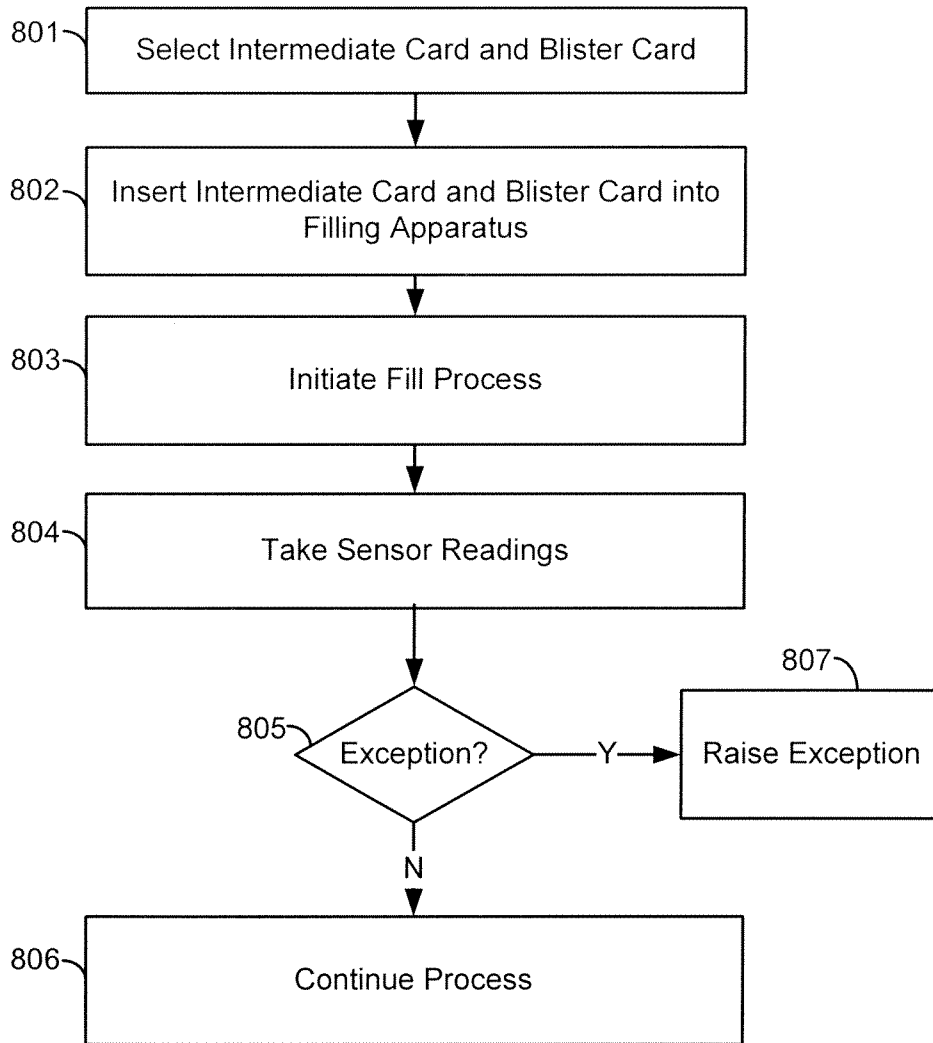 801
Select Intermediate Card and Blister Card
802
Insert Intermediate Card and Blister Card into
Filling Apparatus
803
Initiate Fill Process
804
Take Sensor Readings
807
805
Exception?
Y
Raise Exception
N
806
Continue Process